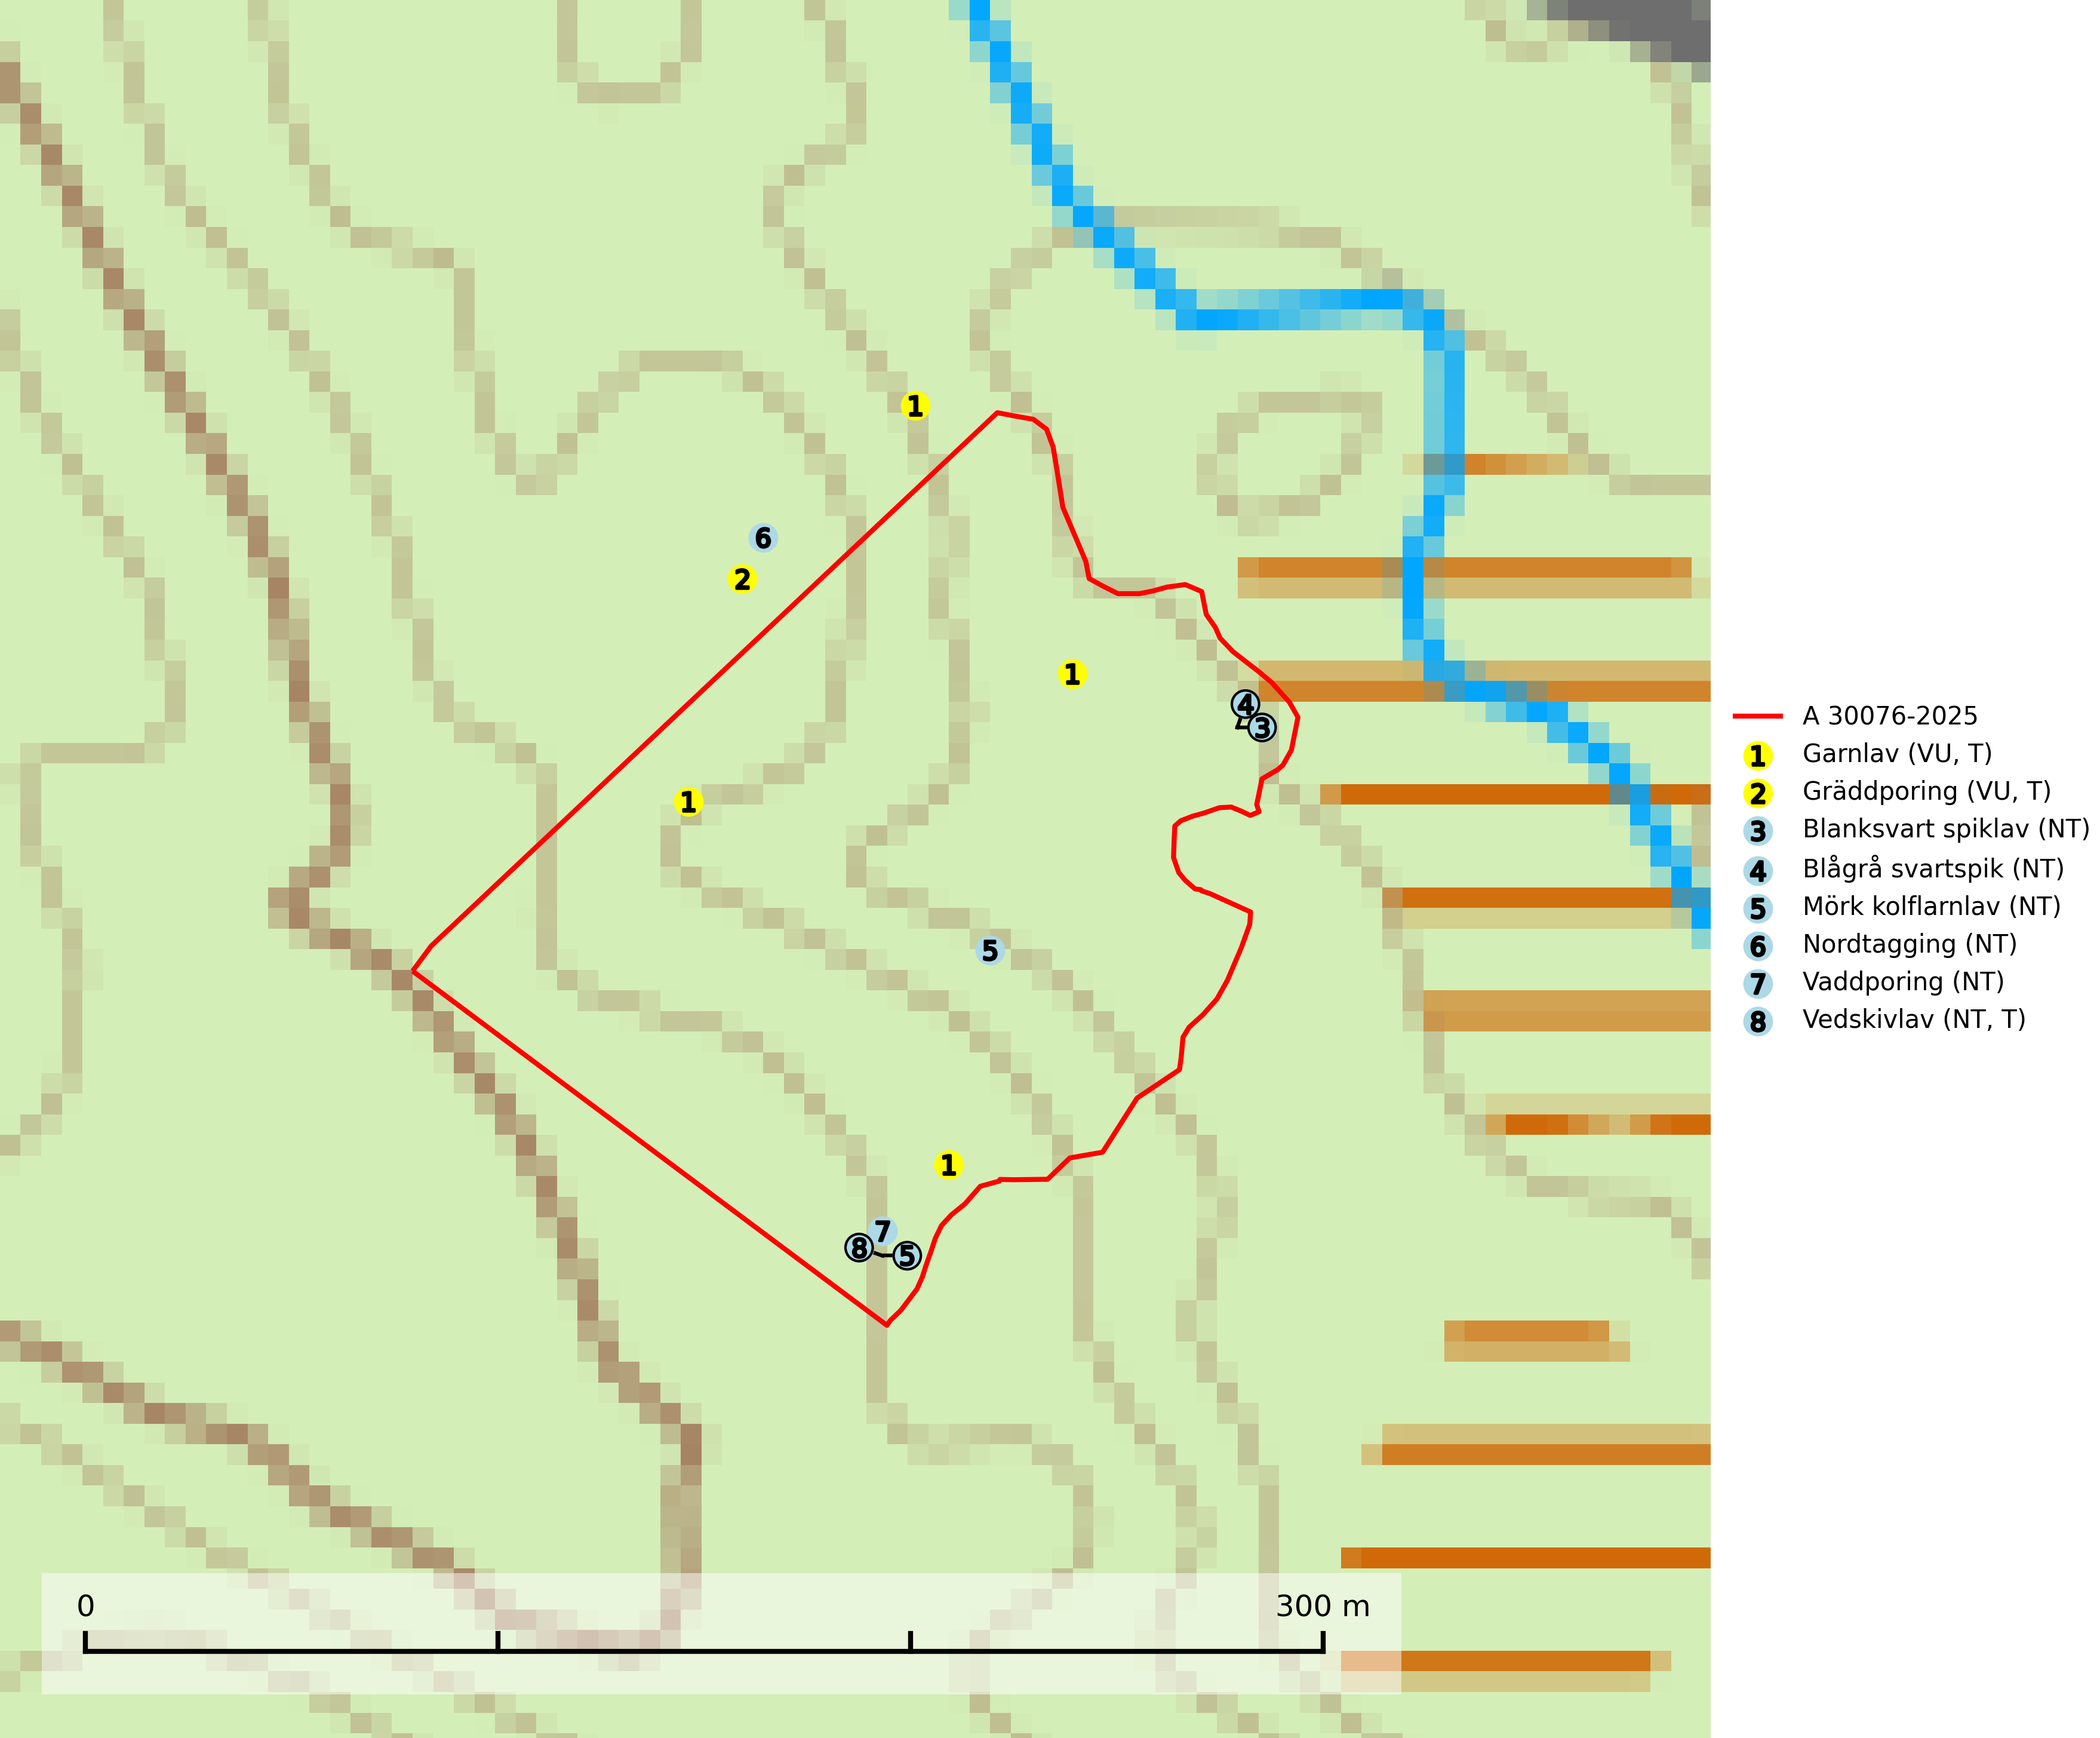 1
6
2
1
4
3
1
5
1
7
8
5
0
300 m
A 30076-2025
1 Garnlav (VU, T)
2 Gräddporing (VU, T)
3 Blanksvart spiklav (NT)
4 Blågrå svartspik (NT)
5 Mörk kolflarnlav (NT)
6 Nordtagging (NT)
7 Vaddporing (NT)
8 Vedskivlav (NT, T)